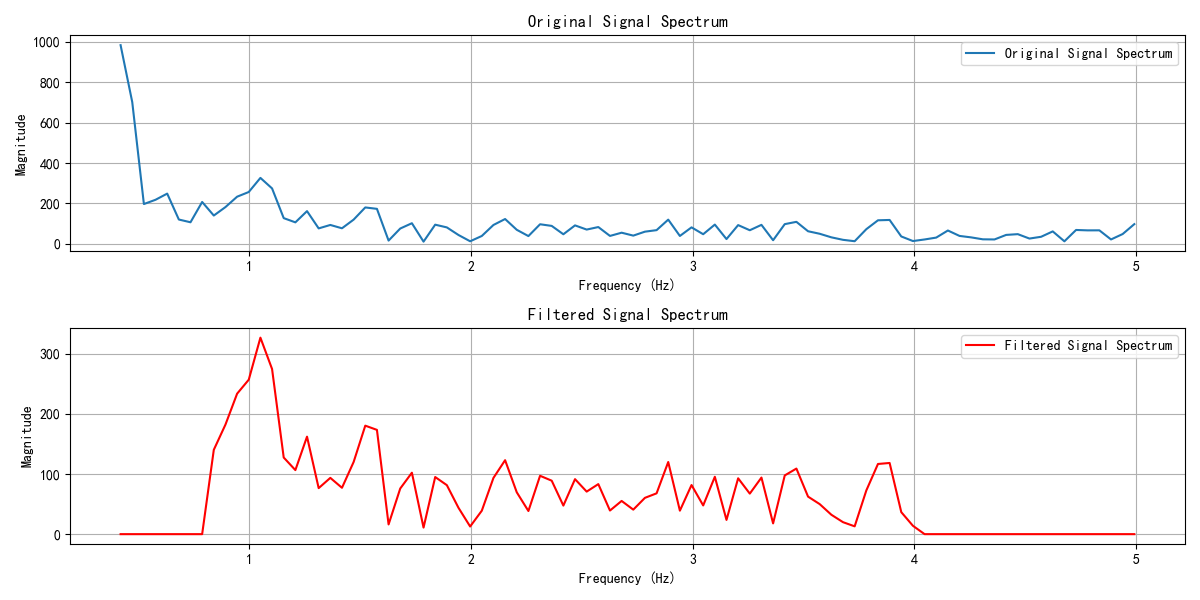 Original Signal Spectrum
1000
800
600
400
200
0
Magnitude
Original Signal Spectrum
1 2 3 4 5
Frequency (Hz)
Filtered Signal Spectrum
300
200
100
0
Magnitude
Filtered Signal Spectrum
1 2 3 4 5
Frequency (Hz)